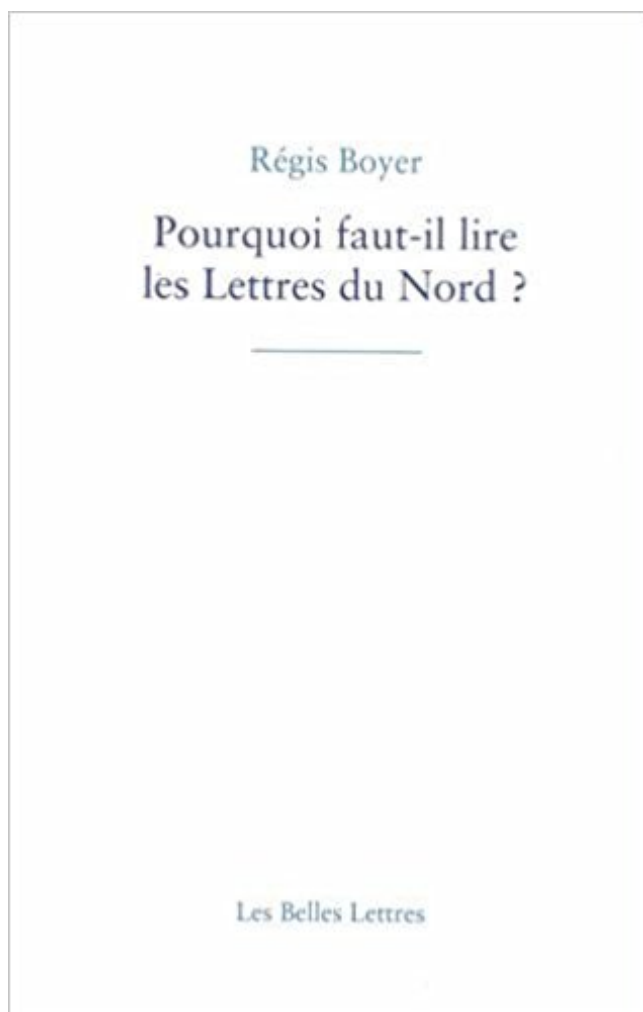 Régis Boyer
Pourquoi faut-il lire
les Lettres du Nord ?
Les Belles Lettres